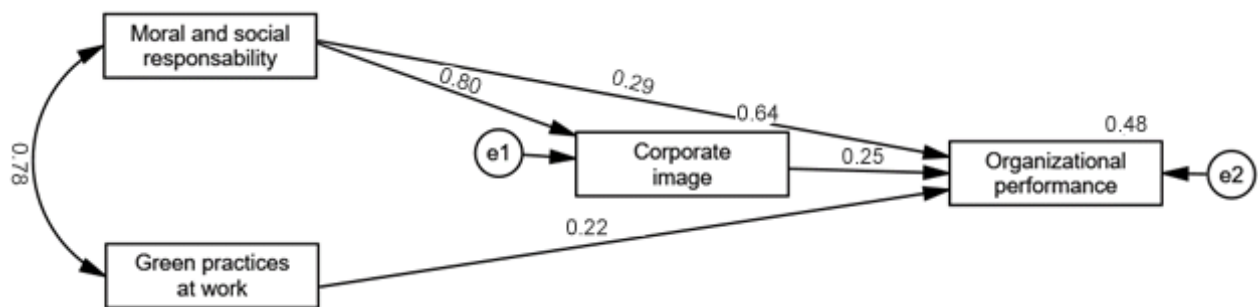 Moral and social
responsability
0.80
0.29
0.64
0.48
0.78
e1
Corporate
image
0.25
Organizational
performance
e2
0.22
Green practices
at work